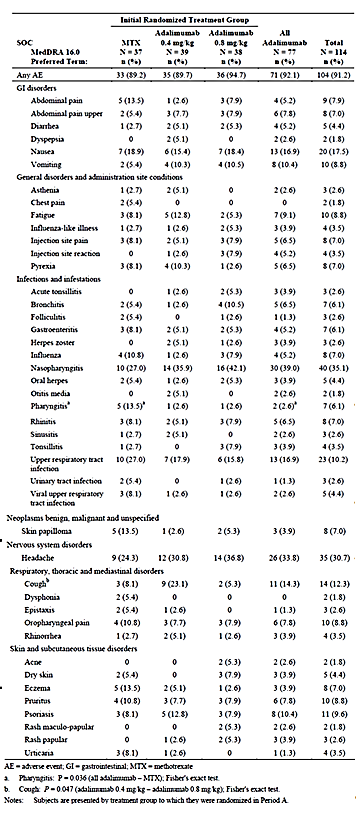 Initial Randomized Treatment Group
SOC MedDRA 16.0 Preferred Term: MTX N = 37 n (%) Adalimumab 0.4 mg/kg N = 39 n (%) Adalimumab 0.8 mg/kg N = 38 n (%) All Adalimumab N = 77 n (%) Total N = 114 n (%)
Any AE 33 (89.2) 35 (89.7) 36 (94.7) 71 (92.1) 104 (91.2)
GI disorders
Abdominal pain 5 (13.5) 1 (2.6) 3 (7.9) 4 (5.2) 9 (7.9)
Abdominal pain upper 2 (5.4) 3 (7.7) 3 (7.9) 6 (7.8) 8 (7.0)
Diarrhea 1 (2.7) 2 (5.1) 2 (5.3) 4 (5.2) 5 (4.4)
Dyspepsia 0 2 (5.1) 0 2 (2.6) 2 (1.8)
Nausea 7 (18.9) 6 (15.4) 7 (18.4) 13 (16.9) 20 (17.5)
Vomiting 2 (5.4) 4 (10.3) 4 (10.5) 8 (10.4) 10 (8.8)
General disorders and administration site conditions
Asthenia 1 (2.7) 2 (5.1) 0 2 (2.6) 3 (2.6)
Chest pain 2 (5.4) 0 0 0 2 (1.8)
Fatigue 3 (8.1) 5 (12.8) 2 (5.3) 7 (9.1) 10 (8.8)
Influenza-like illness 1 (2.7) 1 (2.6) 2 (5.3) 3 (3.9) 4 (3.5)
Injection site pain 3 (8.1) 2 (5.1) 3 (7.9) 5 (6.5) 8 (7.0)
Injection site reaction 0 1 (2.6) 3 (7.9) 4 (5.2) 4 (3.5)
Pyrexia 3 (8.1) 4 (10.3) 1 (2.6) 5 (6.5) 8 (7.0)
Infections and infestations
Acute tonsillitis 0 1 (2.6) 2 (5.3) 3 (3.9) 3 (2.6)
Bronchitis 2 (5.4) 1 (2.6) 4 (10.5) 5 (6.5) 7 (6.1)
Folliculitis 2 (5.4) 0 1 (2.6) 1 (1.3) 3 (2.6)
Gastroenteritis 3 (8.1) 2 (5.1) 2 (5.3) 4 (5.2) 7 (6.1)
Herpes zoster 0 2 (5.1) 1 (2.6) 3 (3.9) 3 (2.6)
Influenza 4 (10.8) 1 (2.6) 3 (7.9) 4 (5.2) 8 (7.0)
Nasopharyngitis 10 (27.0) 14 (35.9) 16 (42.1) 30 (39.0) 40 (35.1)
Oral herpes 2 (5.4) 1 (2.6) 2 (5.3) 3 (3.9) 5 (4.4)
Otitis media 0 2 (5.1) 0 2 (2.6) 2 (1.8)
Pharyngitis^a 5 (13.5)^a 1 (2.6) 1 (2.6) 2 (2.6)^a 7 (6.1)
Rhinitis 3 (8.1) 2 (5.1) 3 (7.9) 5 (6.5) 8 (7.0)
Sinusitis 1 (2.7) 2 (5.1) 0 2 (2.6) 3 (2.6)
Tonsillitis 1 (2.7) 0 3 (7.9) 3 (3.9) 4 (3.5)
Upper respiratory tract infection 10 (27.0) 7 (17.9) 6 (15.8) 13 (16.9) 23 (10.2)
Urinary tract infection 2 (5.4) 0 1 (2.6) 1 (1.3) 3 (2.6)
Viral upper respiratory tract infection 3 (8.1) 1 (2.6) 1 (2.6) 2 (2.6) 5 (4.4)
Neoplasms benign, malignant and unspecified
Skin papilloma 5 (13.5) 1 (2.6) 2 (5.3) 3 (3.9) 8 (7.0)
Nervous system disorders
Headache 9 (24.3) 12 (30.8) 14 (36.8) 26 (33.8) 35 (30.7)
Respiratory, thoracic and mediastinal disorders
Cough^b 3 (8.1) 9 (23.1) 2 (5.3) 11 (14.3) 14 (12.3)
Dysphonia 2 (5.4) 0 0 0 2 (1.8)
Epistaxis 2 (5.4) 1 (2.6) 0 1 (1.3) 3 (2.6)
Oropharyngeal pain 4 (10.8) 3 (7.7) 3 (7.9) 6 (7.8) 10 (8.8)
Rhinorrhea 1 (2.7) 2 (5.1) 1 (2.6) 3 (3.9) 4 (3.5)
Skin and subcutaneous tissue disorders
Acne 0 0 2 (5.3) 2 (2.6) 2 (1.8)
Dry skin 2 (5.4) 0 3 (7.9) 3 (3.9) 5 (4.4)
Eczema 5 (13.5) 2 (5.1) 1 (2.6) 3 (3.9) 8 (7.0)
Pruritus 4 (10.8) 3 (7.7) 3 (7.9) 6 (7.8) 10 (8.8)
Psoriasis 3 (8.1) 5 (12.8) 3 (7.9) 8 (10.4) 11 (9.6)
Rash maculo-papular 0 0 2 (5.3) 2 (2.6) 2 (1.8)
Rash papular 0 1 (2.6) 2 (5.3) 3 (3.9) 3 (2.6)
Urticaria 3 (8.1) 1 (2.6) 0 1 (1.3) 4 (3.5)
AE = adverse event; GI = gastrointestinal; MTX = methotrexate
a. Pharyngitis: P = 0.036 (all adalimumab – MTX); Fisher's exact test.
b. Cough: P = 0.047 (adalimumab 0.4 mg/kg – adalimumab 0.8 mg/kg); Fisher's exact test.
Notes: Subjects are presented by treatment group to which they were randomized in Period A.